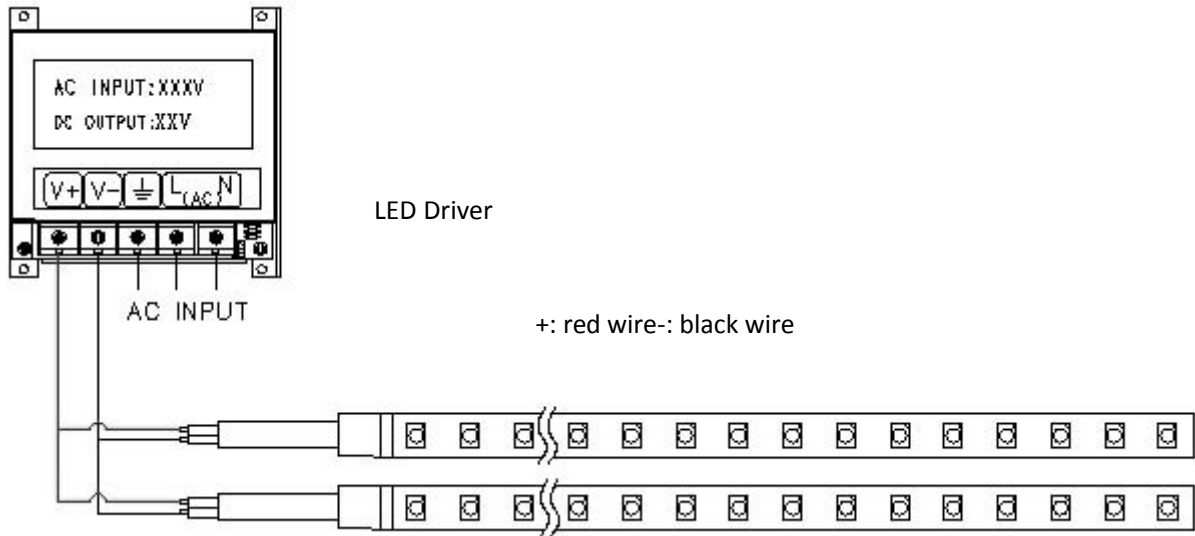 AC INPUT:XXXV
DC OUTPUT:XXV
V+ V- L(AC)N
LED Driver
AC INPUT
+: red wire-: black wire